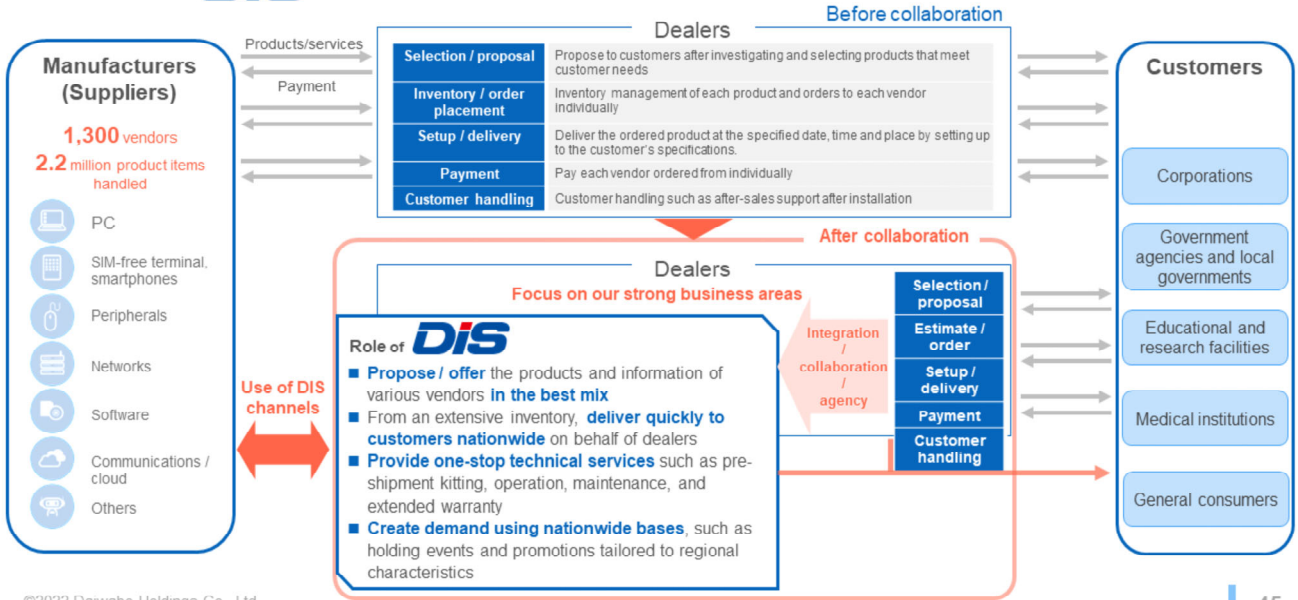 DIS
Before collaboration
Manufacturers
(Suppliers)
1,300 vendors
2.2 million product items
handled
PC
SIM-free terminal,
smartphones
Peripherals
Networks
Software
Communications /
cloud
Others
Products/services
Payment
Dealers
Selection / proposal
Propose to customers after investigating and selecting products that meet
customer needs
Inventory / order
placement
Inventory management of each product and orders to each vendor
individually
Setup / delivery
Deliver the ordered product at the specified date, time and place by setting up
to the customer's specifications.
Payment
Pay each vendor ordered from individually
Customer handling
Customer handling such as after-sales support after installation
After collaboration
Dealers
Focus on our strong business areas
Use of DIS
channels
Role of DIS
■ Propose / offer the products and information of
various vendors in the best mix
■ From an extensive inventory, deliver quickly to
customers nationwide on behalf of dealers
■ Provide one-stop technical services such as pre-
shipment kitting, operation, maintenance, and
extended warranty
■ Create demand using nationwide bases, such as
holding events and promotions tailored to regional
characteristics
Integration
/
collaboration
/
agency
Selection /
proposal
Estimate /
order
Setup /
delivery
Payment
Customer
handling
Customers
Corporations
Government
agencies and local
governments
Educational and
research facilities
Medical institutions
General consumers